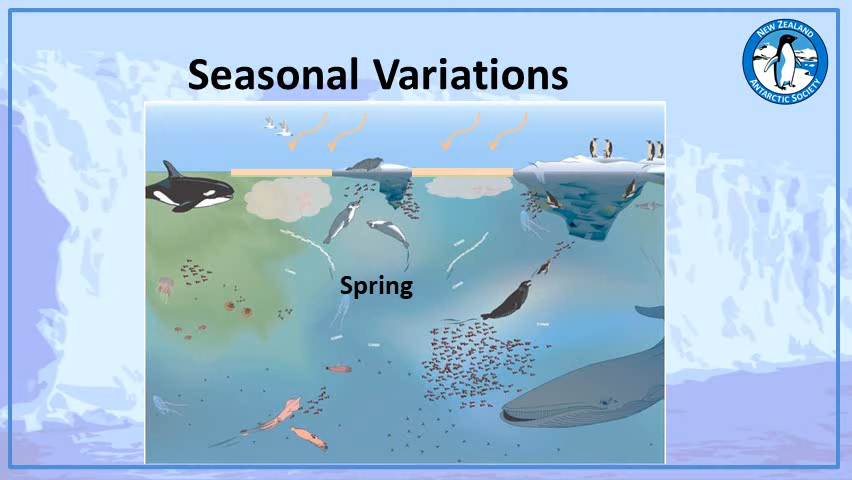 Seasonal Variations
NEW ZEALAND
ANTARCTIC SOCIETY
Spring